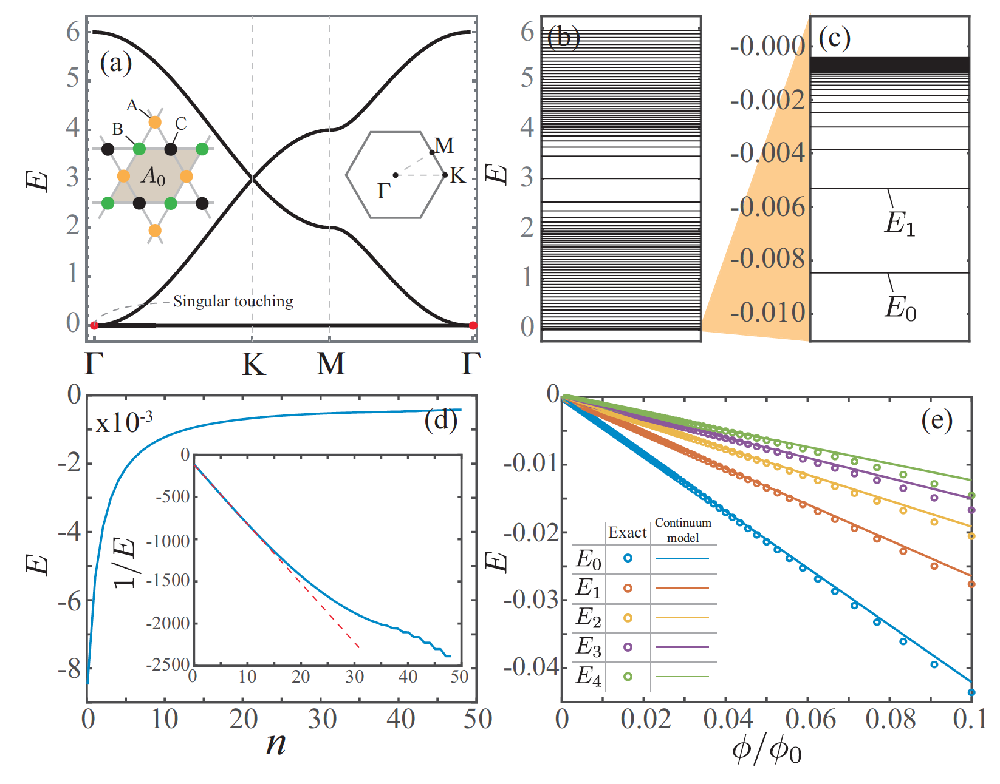 (a)
E
6
5
4
3
2
1
0
A
B
C
A0
M
K
Γ
Singular touching
Γ
K
M
Γ
(b)
E
6
5
4
3
2
1
0
(c)
-0.000
-0.002
-0.004
-0.006
-0.008
-0.010
E1
E0
(d)
x10-3
E
0
-2
-4
-6
-8
0
10
20
30
40
50
n
1/E
0
-500
-1000
-1500
-2000
-2500
0
10
20
30
40
50
(e)
E
0
-0.01
-0.02
-0.03
-0.04
Exact
Continuum
model
E0
E1
E2
E3
E4
0
0.02
0.04
0.06
0.08
0.1
ϕ/ϕ0